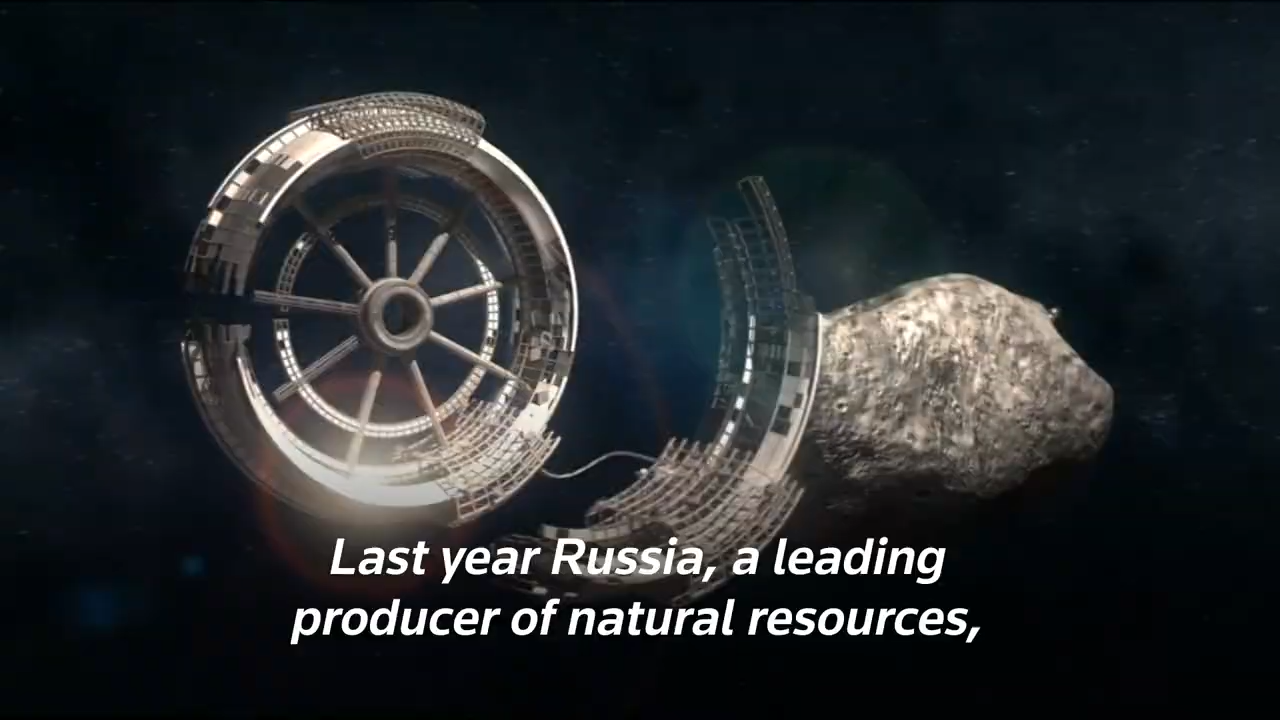 Last year Russia, a leading
producer of natural resources,